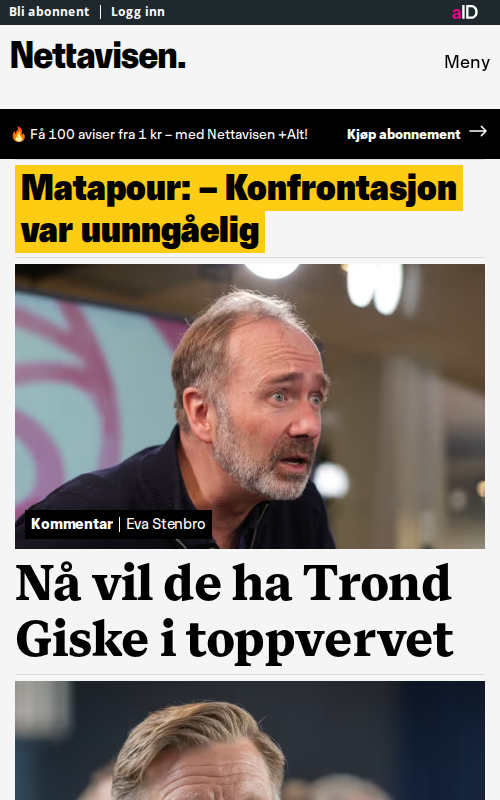 Bli abonnent | Logg inn
aID
Nettavisen.
Meny
🔥 Få 100 aviser fra 1 kr – med Nettavisen +Alt!
Kjøp abonnement →
Matapour: – Konfrontasjon
var uunngåelig
Kommentar | Eva Stenbro
Nå vil de ha Trond
Giske i toppvervet